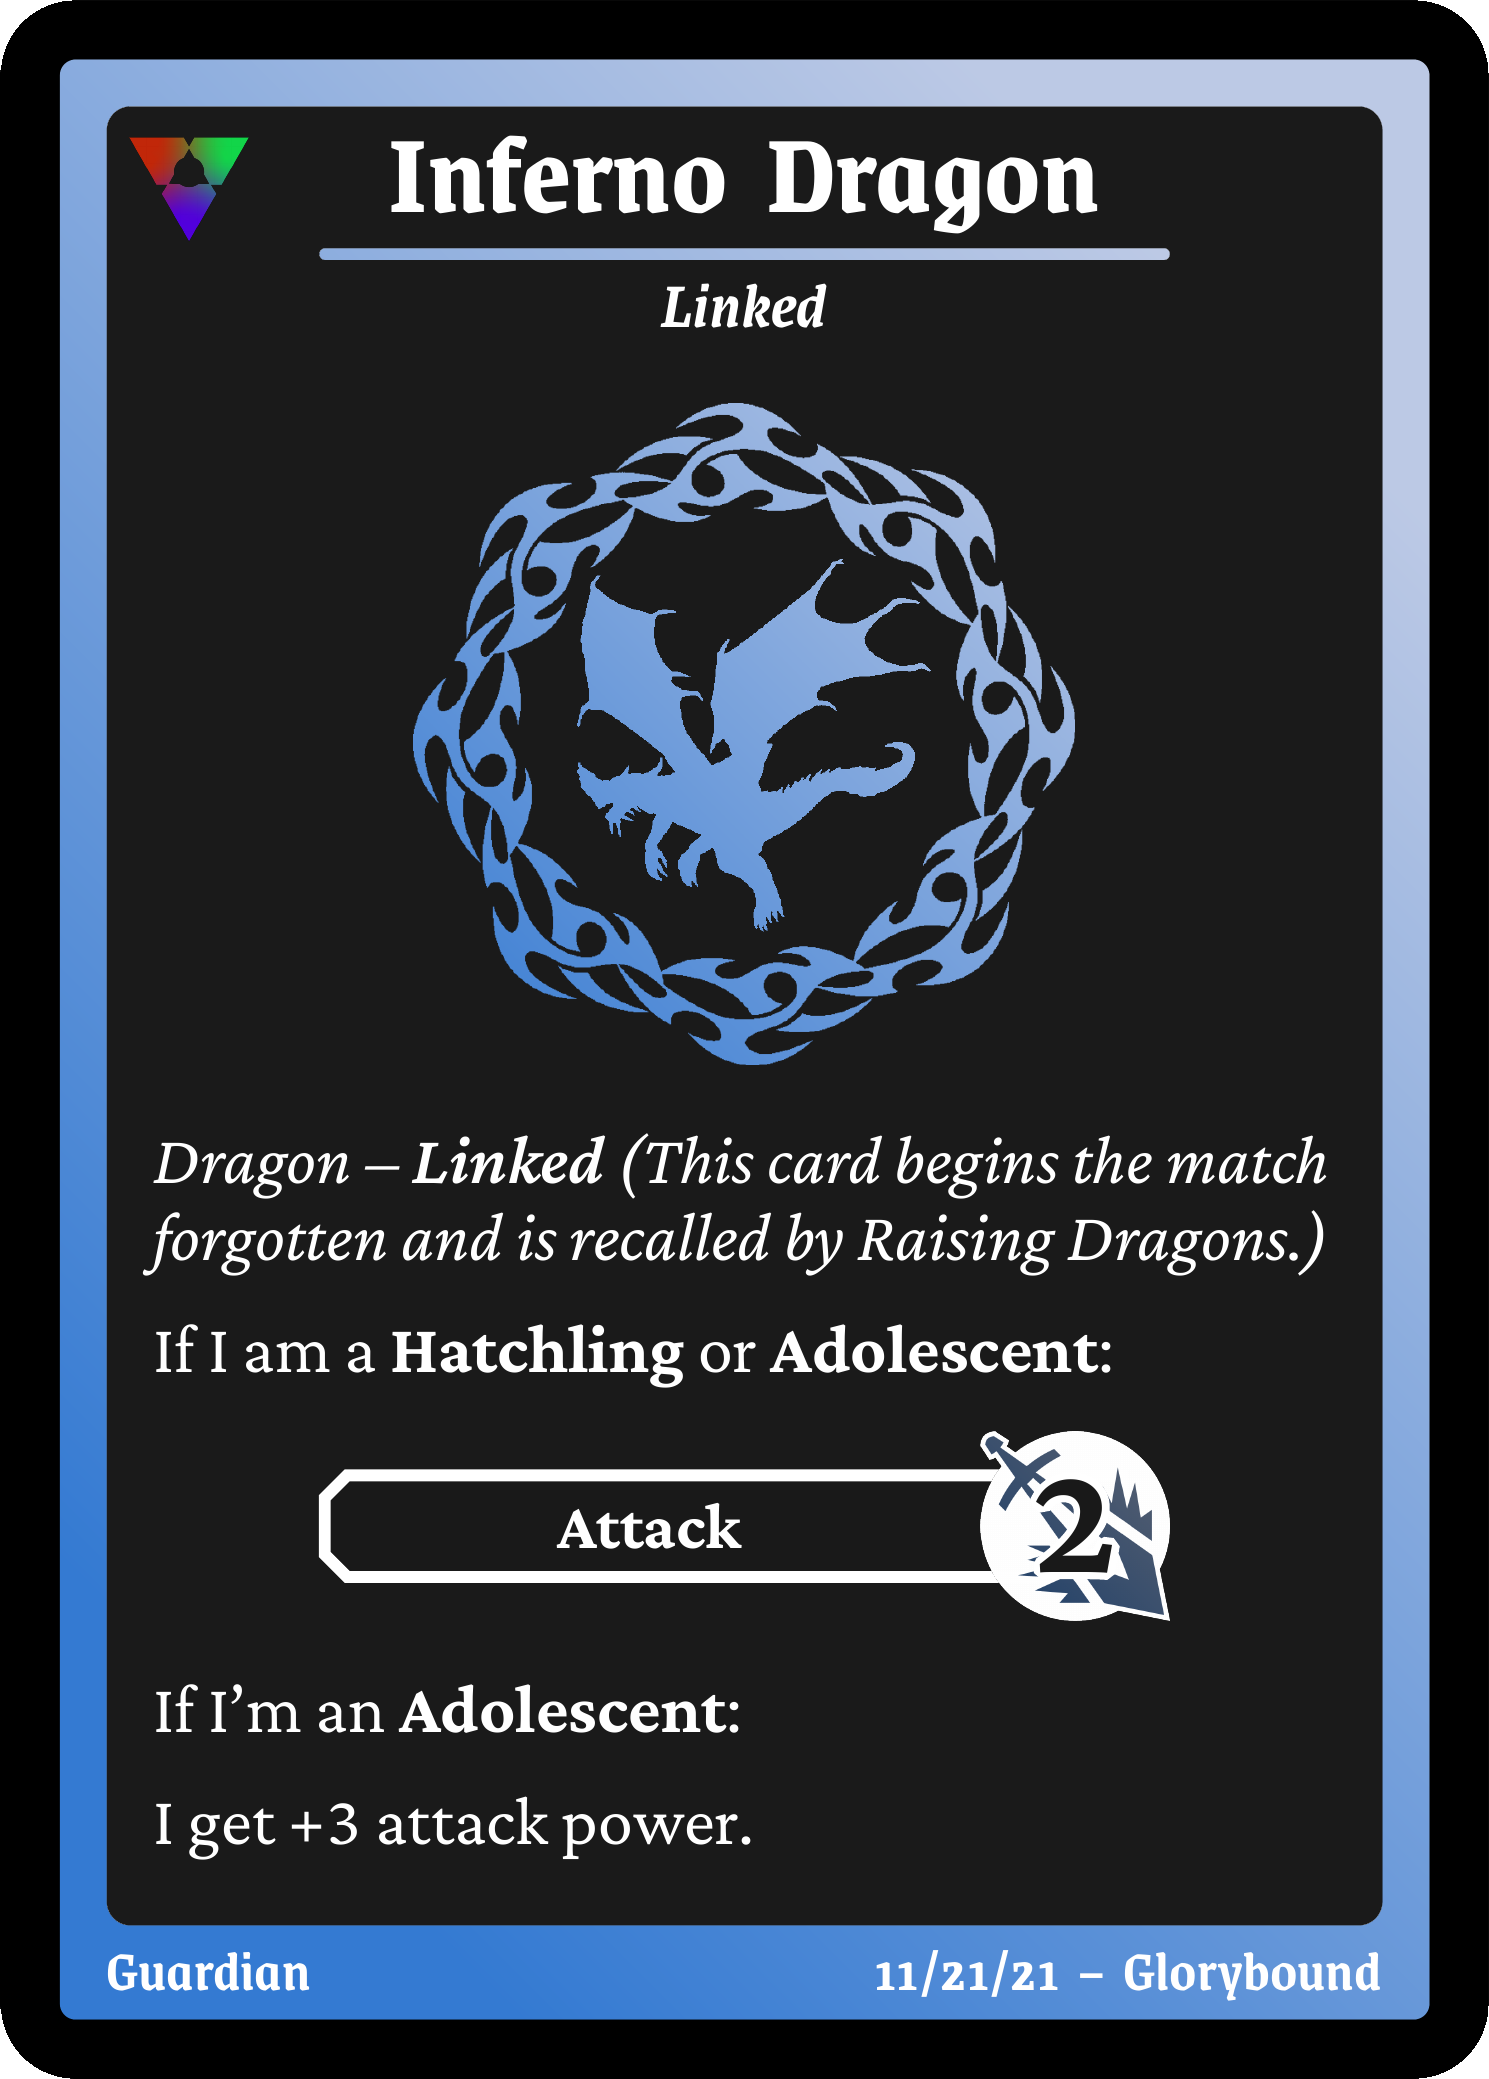 Inferno Dragon
Linked
Dragon – Linked (This card begins the match
forgotten and is recalled by Raising Dragons.)
If I am a Hatchling or Adolescent:
Attack
2
If I’m an Adolescent:
I get +3 attack power.
Guardian
11/21/21 – Glorybound